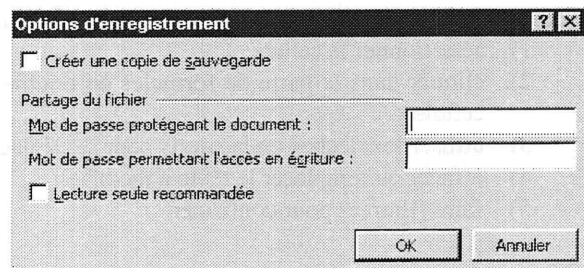 Options d'enregistrement
Créer une copie de sauvegarde
Partage du fichier
Mot de passe protégeant le document :
Mot de passe permettant l'accès en écriture :
Lecture seule recommandée
OK Annuler